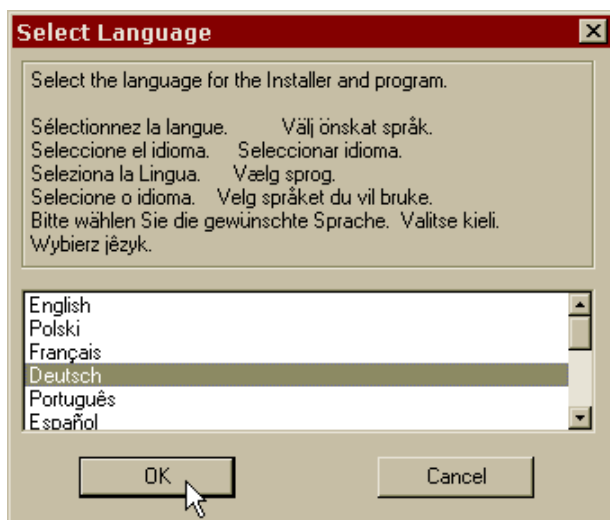 Select Language
Select the language for the Installer and program.
Sélectionnez la langue. Välj önskat språk.
Seleccione el idioma. Seleccionar idioma.
Seleziona la Lingua. Vælg sprog.
Selecione o idioma. Velg språket du vil bruke.
Bitte wählen Sie die gewünschte Sprache. Valitse kieli.
Wybierz jêzyk.
English
Polski
Français
Deutsch
Português
Español
OK Cancel